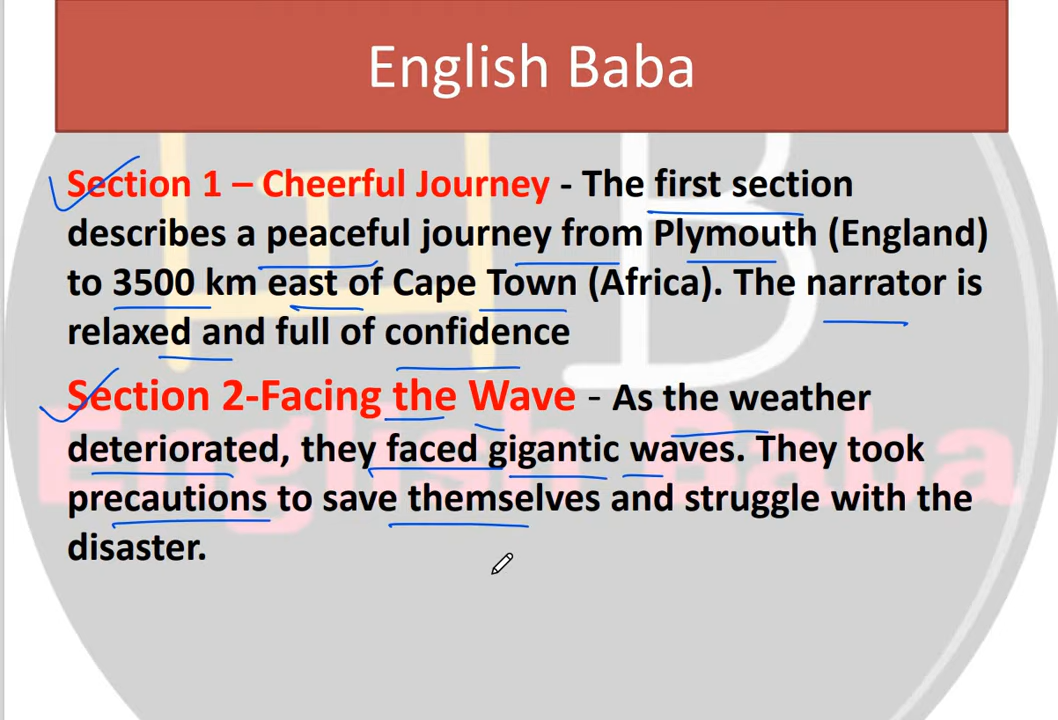 English Baba
Section 1 – Cheerful Journey - The first section
describes a peaceful journey from Plymouth (England)
to 3500 km east of Cape Town (Africa). The narrator is
relaxed and full of confidence
Section 2-Facing the Wave - As the weather
deteriorated, they faced gigantic waves. They took
precautions to save themselves and struggle with the
disaster.
English Baba